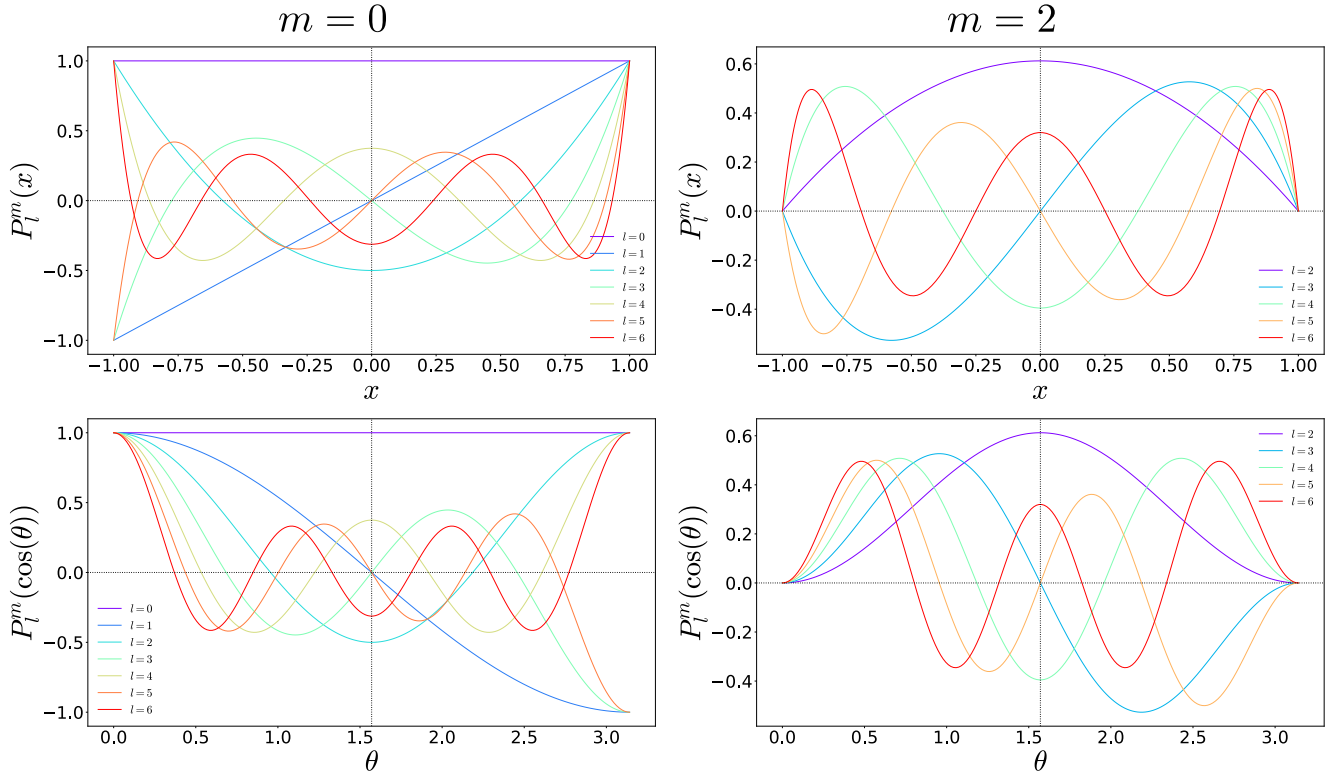 m = 0
m = 2
P_l^m(x)
1.0
0.5
0.0
−0.5
−1.0
l = 0
l = 1
l = 2
l = 3
l = 4
l = 5
l = 6
−1.00 −0.75 −0.50 −0.25 0.00 0.25 0.50 0.75 1.00
x
P_l^m(x)
0.6
0.4
0.2
0.0
−0.2
−0.4
l = 2
l = 3
l = 4
l = 5
l = 6
−1.00 −0.75 −0.50 −0.25 0.00 0.25 0.50 0.75 1.00
x
P_l^m(cos(θ))
1.0
0.5
0.0
−0.5
−1.0
l = 0
l = 1
l = 2
l = 3
l = 4
l = 5
l = 6
0.0 0.5 1.0 1.5 2.0 2.5 3.0
θ
P_l^m(cos(θ))
0.6
0.4
0.2
0.0
−0.2
−0.4
l = 2
l = 3
l = 4
l = 5
l = 6
0.0 0.5 1.0 1.5 2.0 2.5 3.0
θ